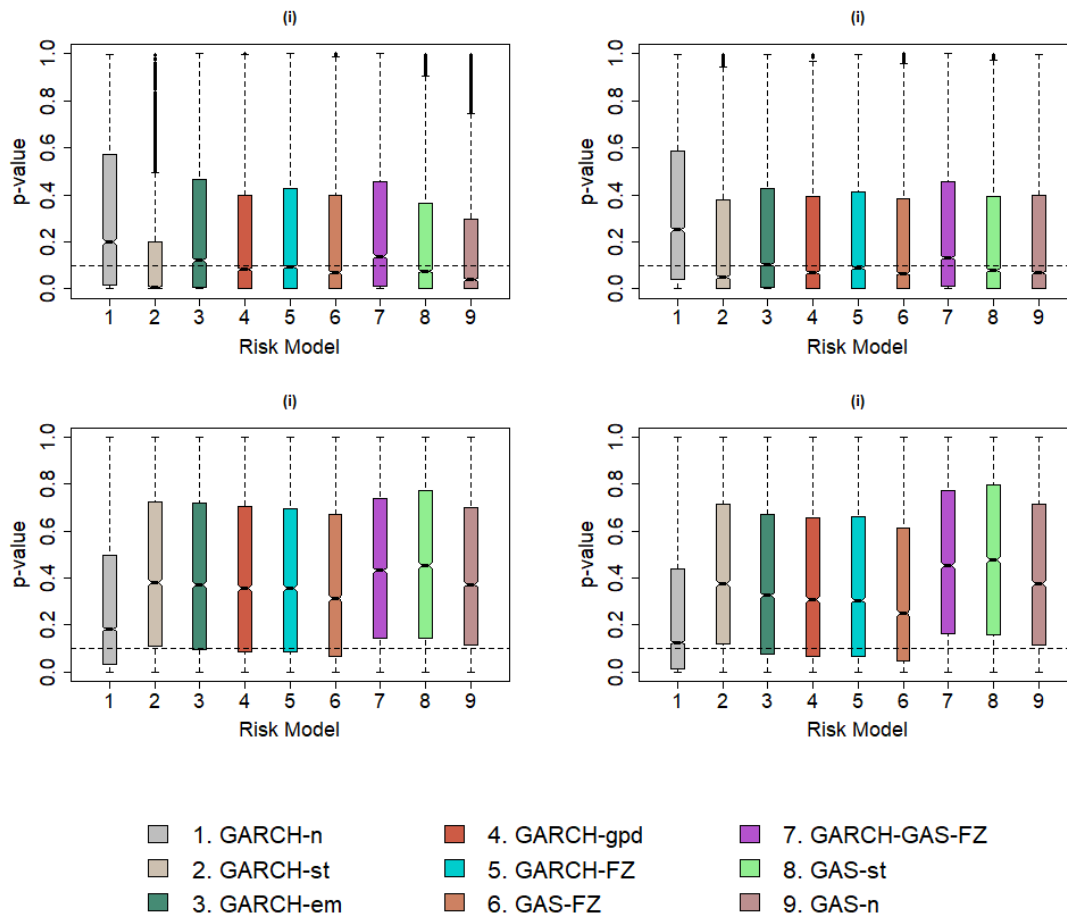 (i)
p-value
1.0
0.8
0.6
0.4
0.2
0.0
1 2 3 4 5 6 7 8 9
Risk Model
(i)
p-value
1.0
0.8
0.6
0.4
0.2
0.0
1 2 3 4 5 6 7 8 9
Risk Model
(i)
p-value
1.0
0.8
0.6
0.4
0.2
0.0
1 2 3 4 5 6 7 8 9
Risk Model
(i)
p-value
1.0
0.8
0.6
0.4
0.2
0.0
1 2 3 4 5 6 7 8 9
Risk Model
1. GARCH-n
2. GARCH-st
3. GARCH-em
4. GARCH-gpd
5. GARCH-FZ
6. GAS-FZ
7. GARCH-GAS-FZ
8. GAS-st
9. GAS-n